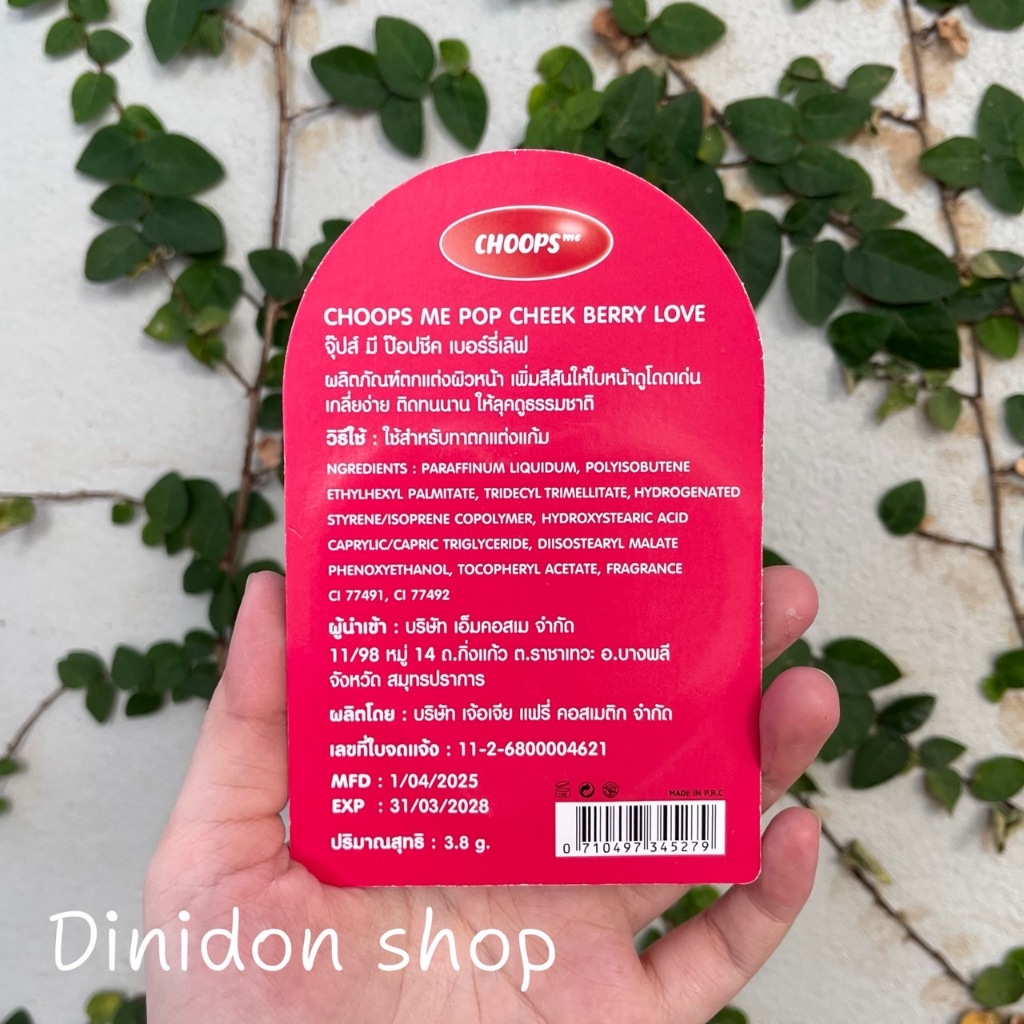 CHOOPS me
CHOOPS ME POP CHEEK BERRY LOVE
จุ๊ปส์ มี ป๊อปชีค เบอร์รี่เลิฟ
ผลิตภัณฑ์ตกแต่งผิวหน้า เพิ่มสีสันให้ใบหน้าดูโดดเด่น
เกลี่ยง่าย ติดทนนาน ให้ลุคดูธรรมชาติ
วิธีใช้ : ใช้สำหรับทาตกแต่งแก้ม
NGREDIENTS : PARAFFINUM LIQUIDUM, POLYISOBUTENE
ETHYLHEXYL PALMITATE, TRIDECYL TRIMELLITATE, HYDROGENATED
STYRENE/ISOPRENE COPOLYMER, HYDROXYSTEARIC ACID
CAPRYLIC/CAPRIC TRIGLYCERIDE, DIISOSTEARYL MALATE
PHENOXYETHANOL, TOCOPHERYL ACETATE, FRAGRANCE
CI 77491, CI 77492
ผู้นำเข้า : บริษัท เอ็มคอสเม จำกัด
11/98 หมู่ 14 ถ.กิ่งแก้ว ต.ราชาเทวะ อ.บางพลี
จังหวัด สมุทรปราการ
ผลิตโดย : บริษัท เจ้อเจีย แฟรี่ คอสเมติก จำกัด
เลขที่ใบจดแจ้ง : 11-2-6800004621
MFD : 1/04/2025
EXP : 31/03/2028
MADE IN P.R.C
ปริมาณสุทธิ : 3.8 g.
0 710497 345279
Dinidon shop